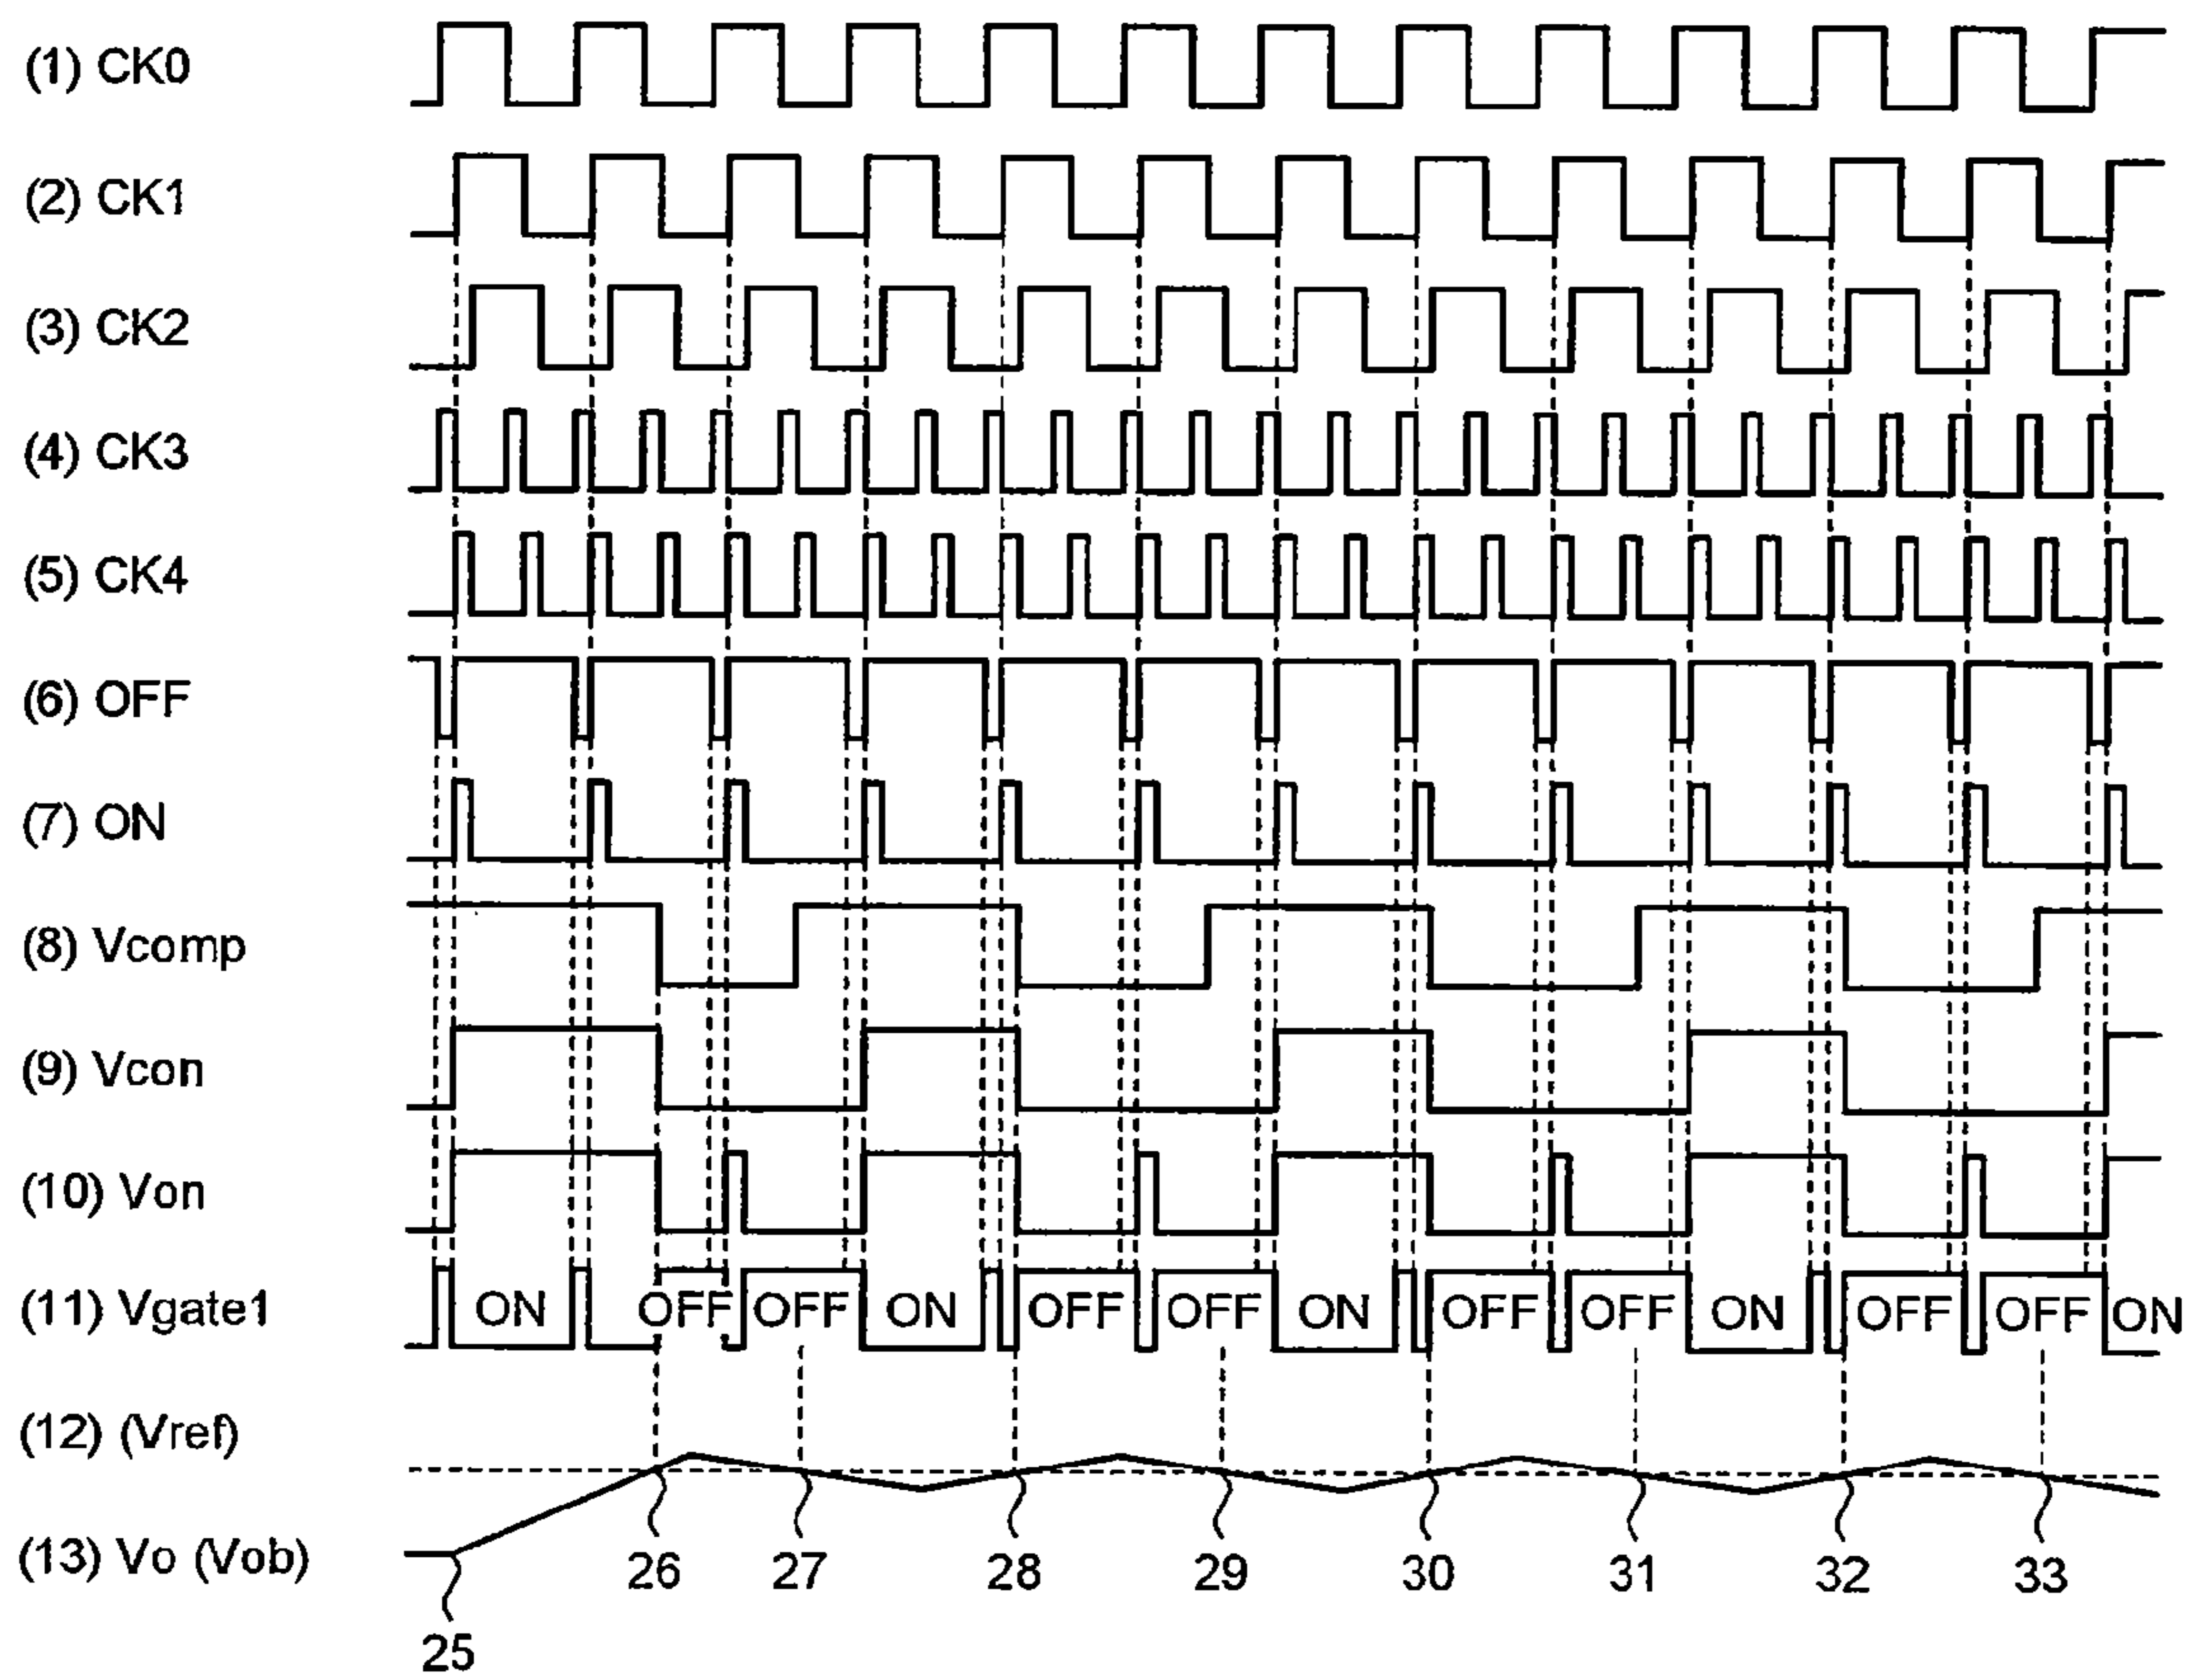 (1) CK0
(2) CK1
(3) CK2
(4) CK3
(5) CK4
(6) OFF
(7) ON
(8) Vcomp
(9) Vcon
(10) Von
(11) Vgate1 ON OFF OFF ON OFF OFF ON OFF OFF ON OFF OFF ON
(12) (Vref)
(13) Vo (Vob)
26 27 28 29 30 31 32 33
25